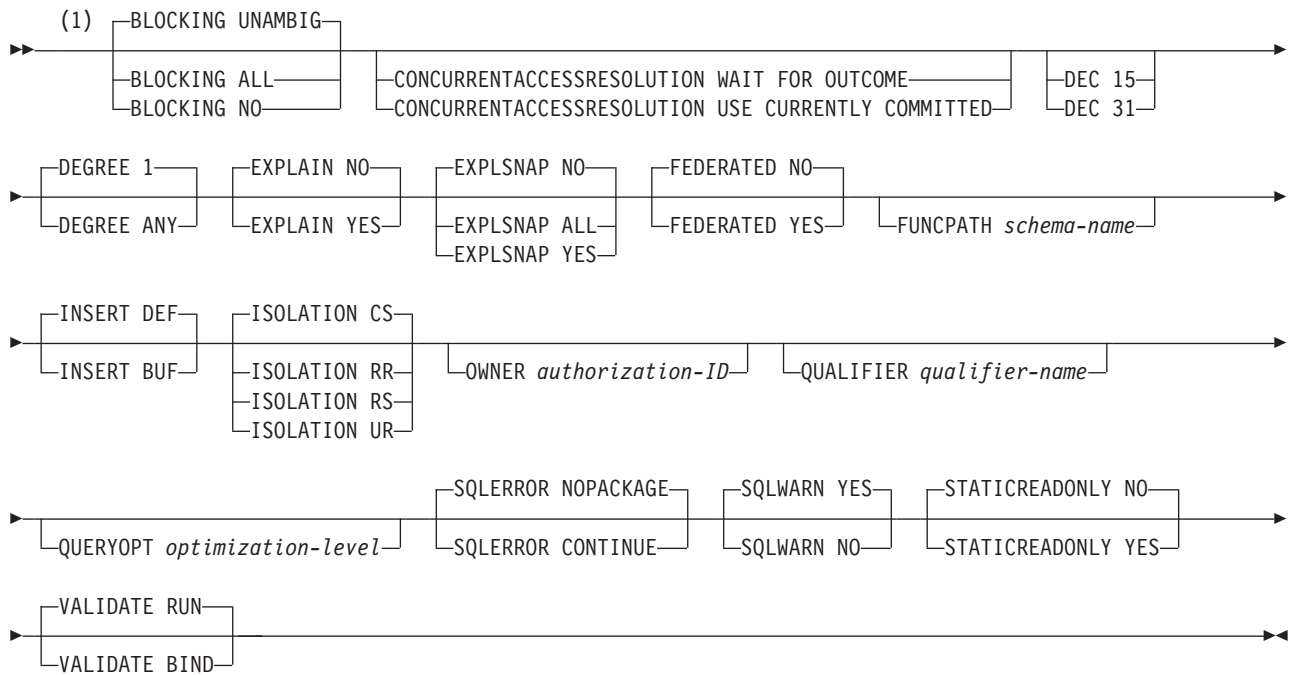 (1) BLOCKING UNAMBIG
BLOCKING ALL
BLOCKING NO
CONCURRENTACCESSRESOLUTION WAIT FOR OUTCOME
CONCURRENTACCESSRESOLUTION USE CURRENTLY COMMITTED
DEC 15
DEC 31
DEGREE 1
DEGREE ANY
EXPLAIN NO
EXPLAIN YES
EXPLSNAP NO
EXPLSNAP ALL
EXPLSNAP YES
FEDERATED NO
FEDERATED YES
FUNCPATH schema-name
INSERT DEF
INSERT BUF
ISOLATION CS
ISOLATION RR
ISOLATION RS
ISOLATION UR
OWNER authorization-ID
QUALIFIER qualifier-name
QUERYOPT optimization-level
SQLERROR NOPACKAGE
SQLERROR CONTINUE
SQLWARN YES
SQLWARN NO
STATICREADONLY NO
STATICREADONLY YES
VALIDATE RUN
VALIDATE BIND